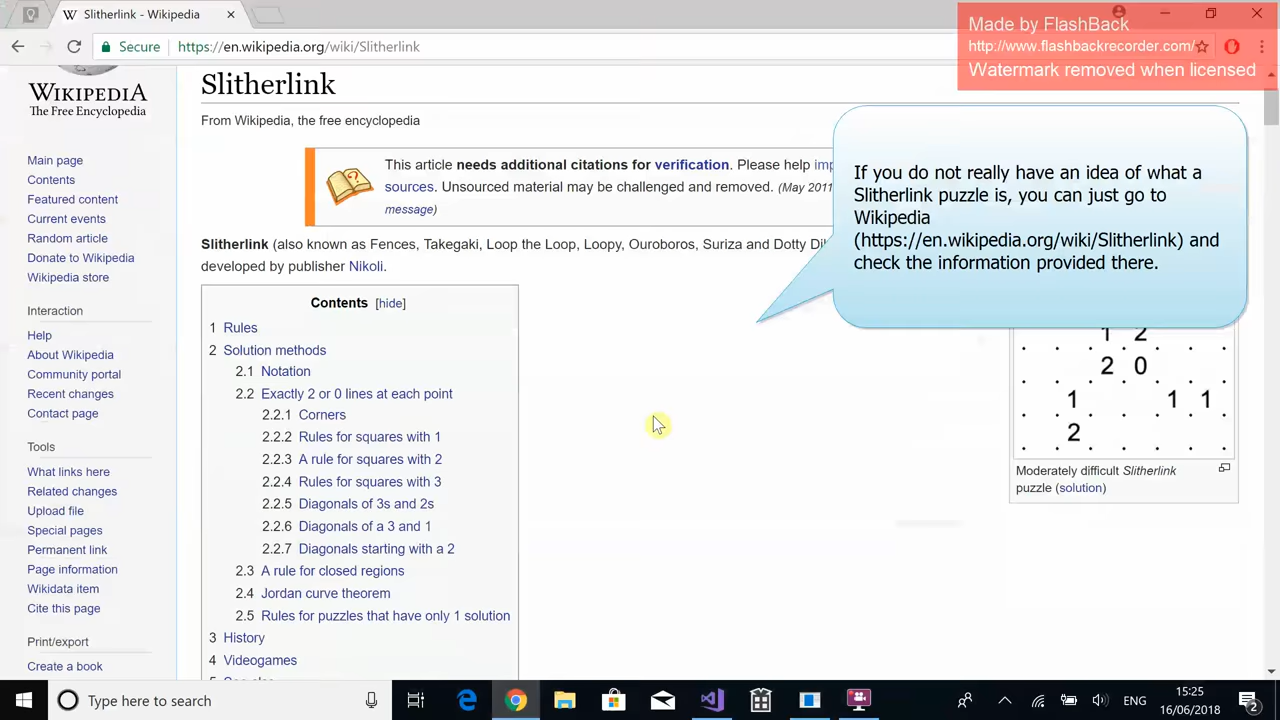 Slitherlink - Wikipedia
Made by FlashBack
http://www.flashbackrecorder.com/
Watermark removed when licensed
Secure
https://en.wikipedia.org/wiki/Slitherlink
WIKIPEDIA
The Free Encyclopedia
Main page
Contents
Featured content
Current events
Random article
Donate to Wikipedia
Wikipedia store
Interaction
Help
About Wikipedia
Community portal
Recent changes
Contact page
Tools
What links here
Related changes
Upload file
Special pages
Permanent link
Page information
Wikidata item
Cite this page
Print/export
Create a book
Slitherlink
From Wikipedia, the free encyclopedia
This article needs additional citations for verification. Please help
sources. Unsourced material may be challenged and removed. (May 2011
message)
Slitherlink (also known as Fences, Takegaki, Loop the Loop, Loopy, Ouroboros, Suriza and Dotty
developed by publisher Nikoli.
Contents [hide]
1 Rules
2 Solution methods
2.1 Notation
2.2 Exactly 2 or 0 lines at each point
2.2.1 Corners
2.2.2 Rules for squares with 1
2.2.3 A rule for squares with 2
2.2.4 Rules for squares with 3
2.2.5 Diagonals of 3s and 2s
2.2.6 Diagonals of a 3 and 1
2.2.7 Diagonals starting with a 2
2.3 A rule for closed regions
2.4 Jordan curve theorem
2.5 Rules for puzzles that have only 1 solution
3 History
4 Videogames
If you do not really have an idea of what a
Slitherlink puzzle is, you can just go to
Wikipedia
(https://en.wikipedia.org/wiki/Slitherlink) and
check the information provided there.
1 2
2 0
1 1 1
2
Moderately difficult Slitherlink
puzzle (solution)
Type here to search
ENG
15:25
16/06/2018
2